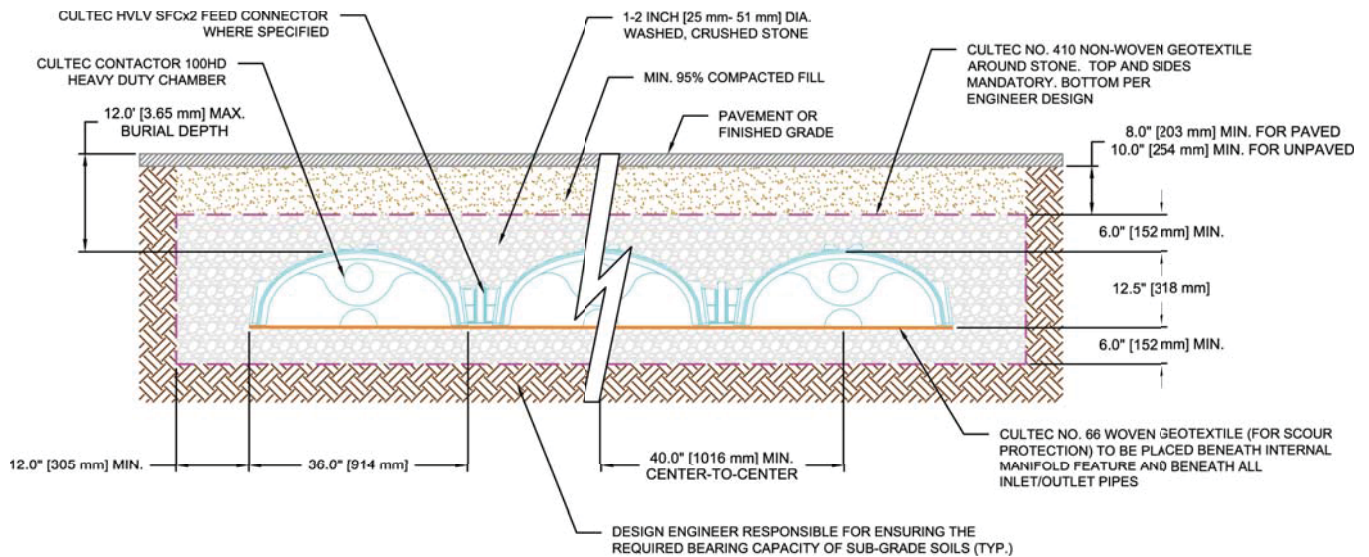 CULTEC HVLV SFCx2 FEED CONNECTOR
WHERE SPECIFIED
CULTEC CONTACTOR 100HD
HEAVY DUTY CHAMBER
12.0' [3.65 mm] MAX.
BURIAL DEPTH
1-2 INCH [25 mm- 51 mm] DIA.
WASHED, CRUSHED STONE
MIN. 95% COMPACTED FILL
PAVEMENT OR
FINISHED GRADE
CULTEC NO. 410 NON-WOVEN GEOTEXTILE
AROUND STONE. TOP AND SIDES
MANDATORY. BOTTOM PER
ENGINEER DESIGN
8.0" [203 mm] MIN. FOR PAVED
10.0" [254 mm] MIN. FOR UNPAVED
6.0" [152 mm] MIN.
12.5" [318 mm]
6.0" [152 mm] MIN.
12.0" [305 mm] MIN.
36.0" [914 mm]
40.0" [1016 mm] MIN.
CENTER-TO-CENTER
CULTEC NO. 66 WOVEN GEOTEXTILE (FOR SCOUR
PROTECTION) TO BE PLACED BENEATH INTERNAL
MANIFOLD FEATURE AND BENEATH ALL
INLET/OUTLET PIPES
DESIGN ENGINEER RESPONSIBLE FOR ENSURING THE
REQUIRED BEARING CAPACITY OF SUB-GRADE SOILS (TYP.)